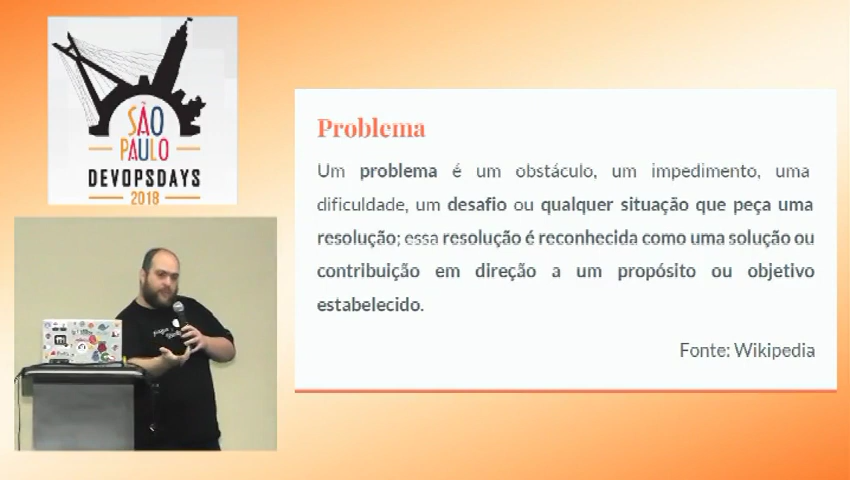 SÃO
PAULO
DEVOPSDAYS
2018
Problema
Um problema é um obstáculo, um impedimento, uma
dificuldade, um desafio ou qualquer situação que peça uma
resolução; essa resolução é reconhecida como uma solução ou
contribuição em direção a um propósito ou objetivo
estabelecido.
Fonte: Wikipedia